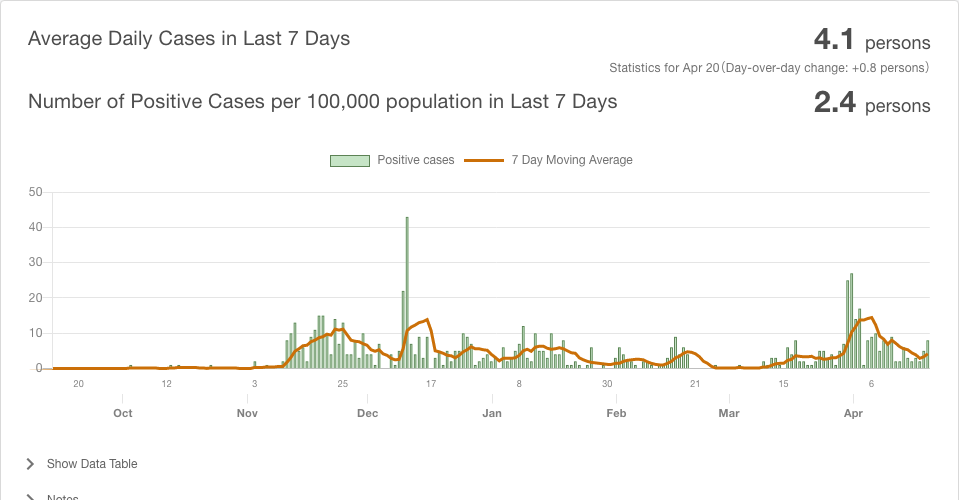 Average Daily Cases in Last 7 Days
4.1 persons
Statistics for Apr 20 (Day-over-day change: +0.8 persons)
Number of Positive Cases per 100,000 population in Last 7 Days
2.4 persons
Positive cases 7 Day Moving Average
50
40
30
20
10
0
20 12 3 25 17 8 30 21 15 6
Oct Nov Dec Jan Feb Mar Apr
Show Data Table
Notes